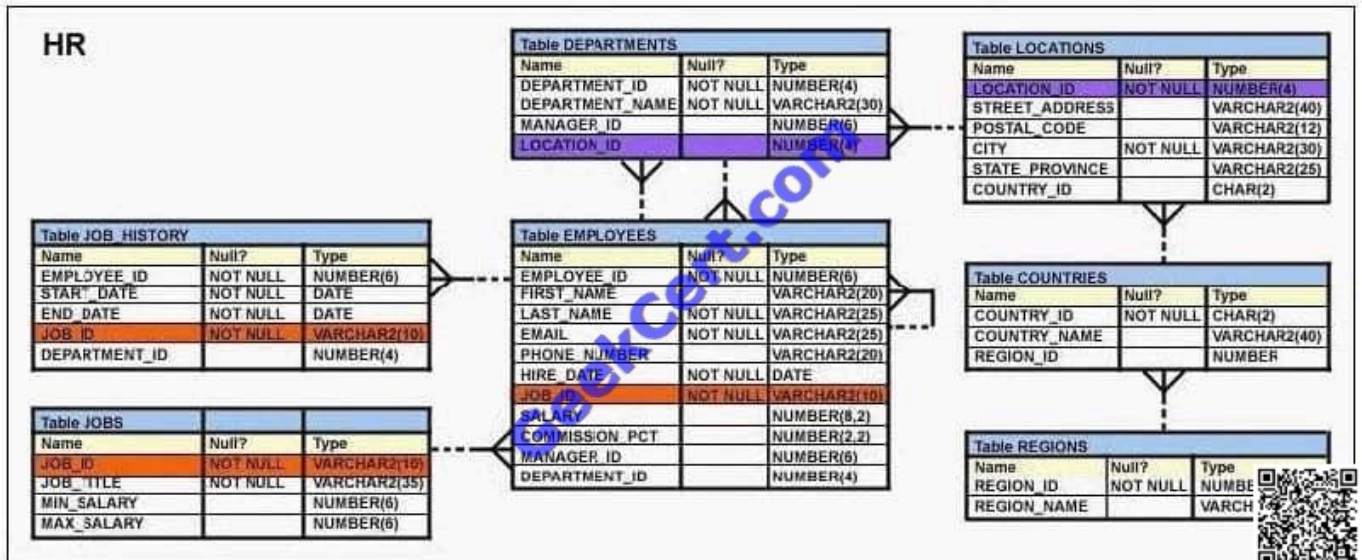 HR
Table DEPARTMENTS
Name Null? Type
DEPARTMENT_ID NOT NULL NUMBER(4)
DEPARTMENT_NAME NOT NULL VARCHAR2(30)
MANAGER_ID NUMBER(6)
LOCATION_ID NUMBER(4)
Table LOCATIONS
Name Null? Type
LOCATION_ID NOT NULL NUMBER(4)
STREET_ADDRESS VARCHAR2(40)
POSTAL_CODE VARCHAR2(12)
CITY NOT NULL VARCHAR2(30)
STATE_PROVINCE VARCHAR2(25)
COUNTRY_ID CHAR(2)
Table JOB_HISTORY
Name Null? Type
EMPLOYEE_ID NOT NULL NUMBER(6)
START_DATE NOT NULL DATE
END_DATE NOT NULL DATE
JOB_ID NOT NULL VARCHAR2(10)
DEPARTMENT_ID NUMBER(4)
Table EMPLOYEES
Name Null? Type
EMPLOYEE_ID NOT NULL NUMBER(6)
FIRST_NAME VARCHAR2(20)
LAST_NAME NOT NULL VARCHAR2(25)
EMAIL NOT NULL VARCHAR2(25)
PHONE_NUMBER VARCHAR2(20)
HIRE_DATE NOT NULL DATE
JOB_ID NOT NULL VARCHAR2(10)
SALARY NUMBER(8,2)
COMMISSION_PCT NUMBER(2,2)
MANAGER_ID NUMBER(6)
DEPARTMENT_ID NUMBER(4)
Table COUNTRIES
Name Null? Type
COUNTRY_ID NOT NULL CHAR(2)
COUNTRY_NAME VARCHAR2(40)
REGION_ID NUMBER
Table JOBS
Name Null? Type
JOB_ID NOT NULL VARCHAR2(10)
JOB_TITLE NOT NULL VARCHAR2(35)
MIN_SALARY NUMBER(6)
MAX_SALARY NUMBER(6)
Table REGIONS
Name Null? Type
REGION_ID NOT NULL NUMBE
REGION_NAME VARCH
GeekCert.com